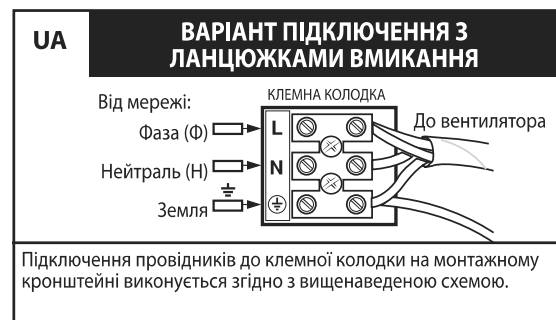 UA
ВАРІАНТ ПІДКЛЮЧЕННЯ З
ЛАНЦЮЖКАМИ ВМИКАННЯ
КЛЕМНА КОЛОДКА
Від мережі:
Фаза (Ф)
L
До вентилятора
Нейтраль (Н)
N
Земля
Підключення провідників до клемної колодки на монтажному
кронштейні виконується згідно з вищенаведеною схемою.